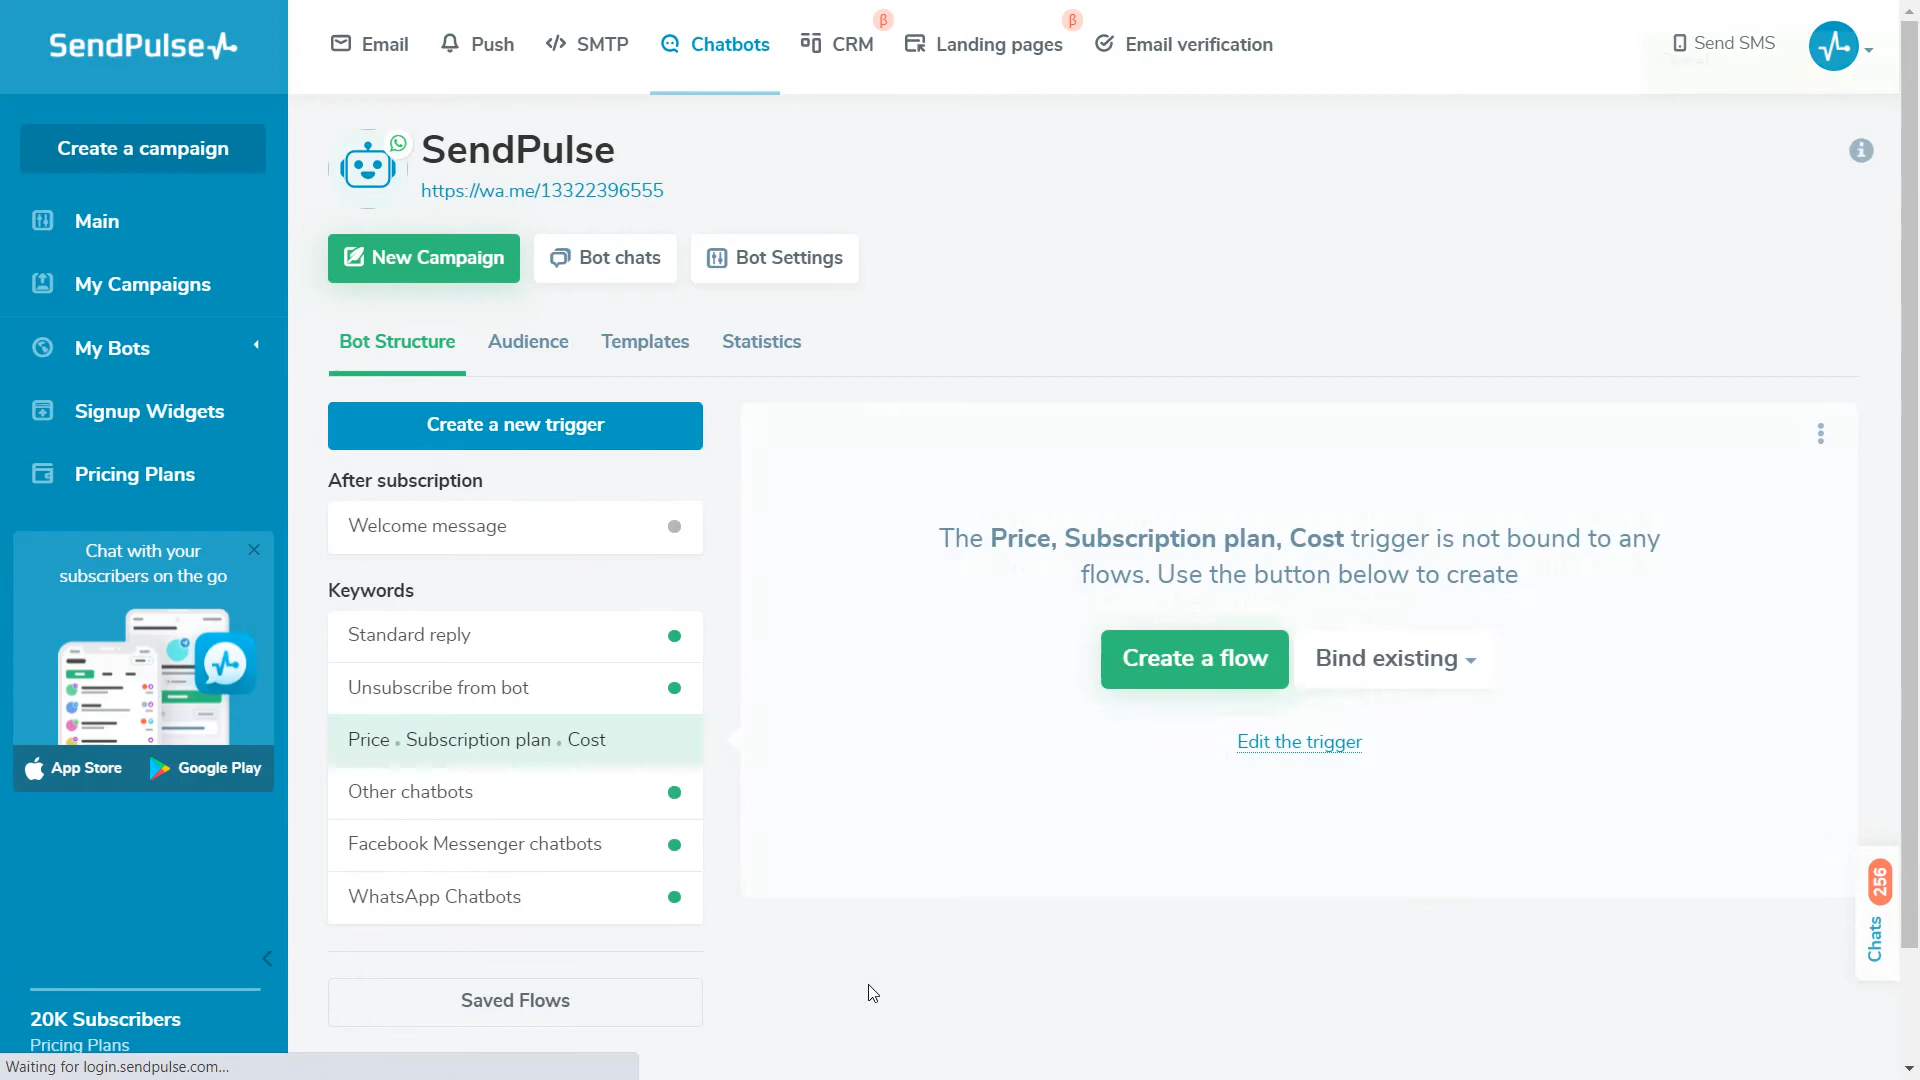 SendPulse
Email
Push
SMTP
Chatbots
β
CRM
β
Landing pages
Email verification
Send SMS
Create a campaign
Main
My Campaigns
My Bots
Signup Widgets
Pricing Plans
Chat with your
subscribers on the go
App Store
Google Play
20K Subscribers
Pricing Plans
SendPulse
https://wa.me/13322396555
New Campaign
Bot chats
Bot Settings
Bot Structure
Audience
Templates
Statistics
Create a new trigger
After subscription
Welcome message
Keywords
Standard reply
Unsubscribe from bot
Price • Subscription plan • Cost
Other chatbots
Facebook Messenger chatbots
WhatsApp Chatbots
Saved Flows
The Price, Subscription plan, Cost trigger is not bound to any
flows. Use the button below to create
Create a flow
Bind existing
Edit the trigger
Chats 256
Waiting for login.sendpulse.com...